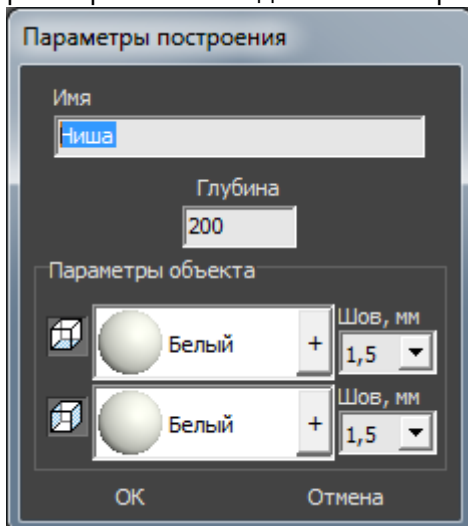 Параметры построения
Имя
Ниша
Глубина
200
Параметры объекта
Шов, мм
Белый + 1,5
Шов, мм
Белый + 1,5
ОК Отмена